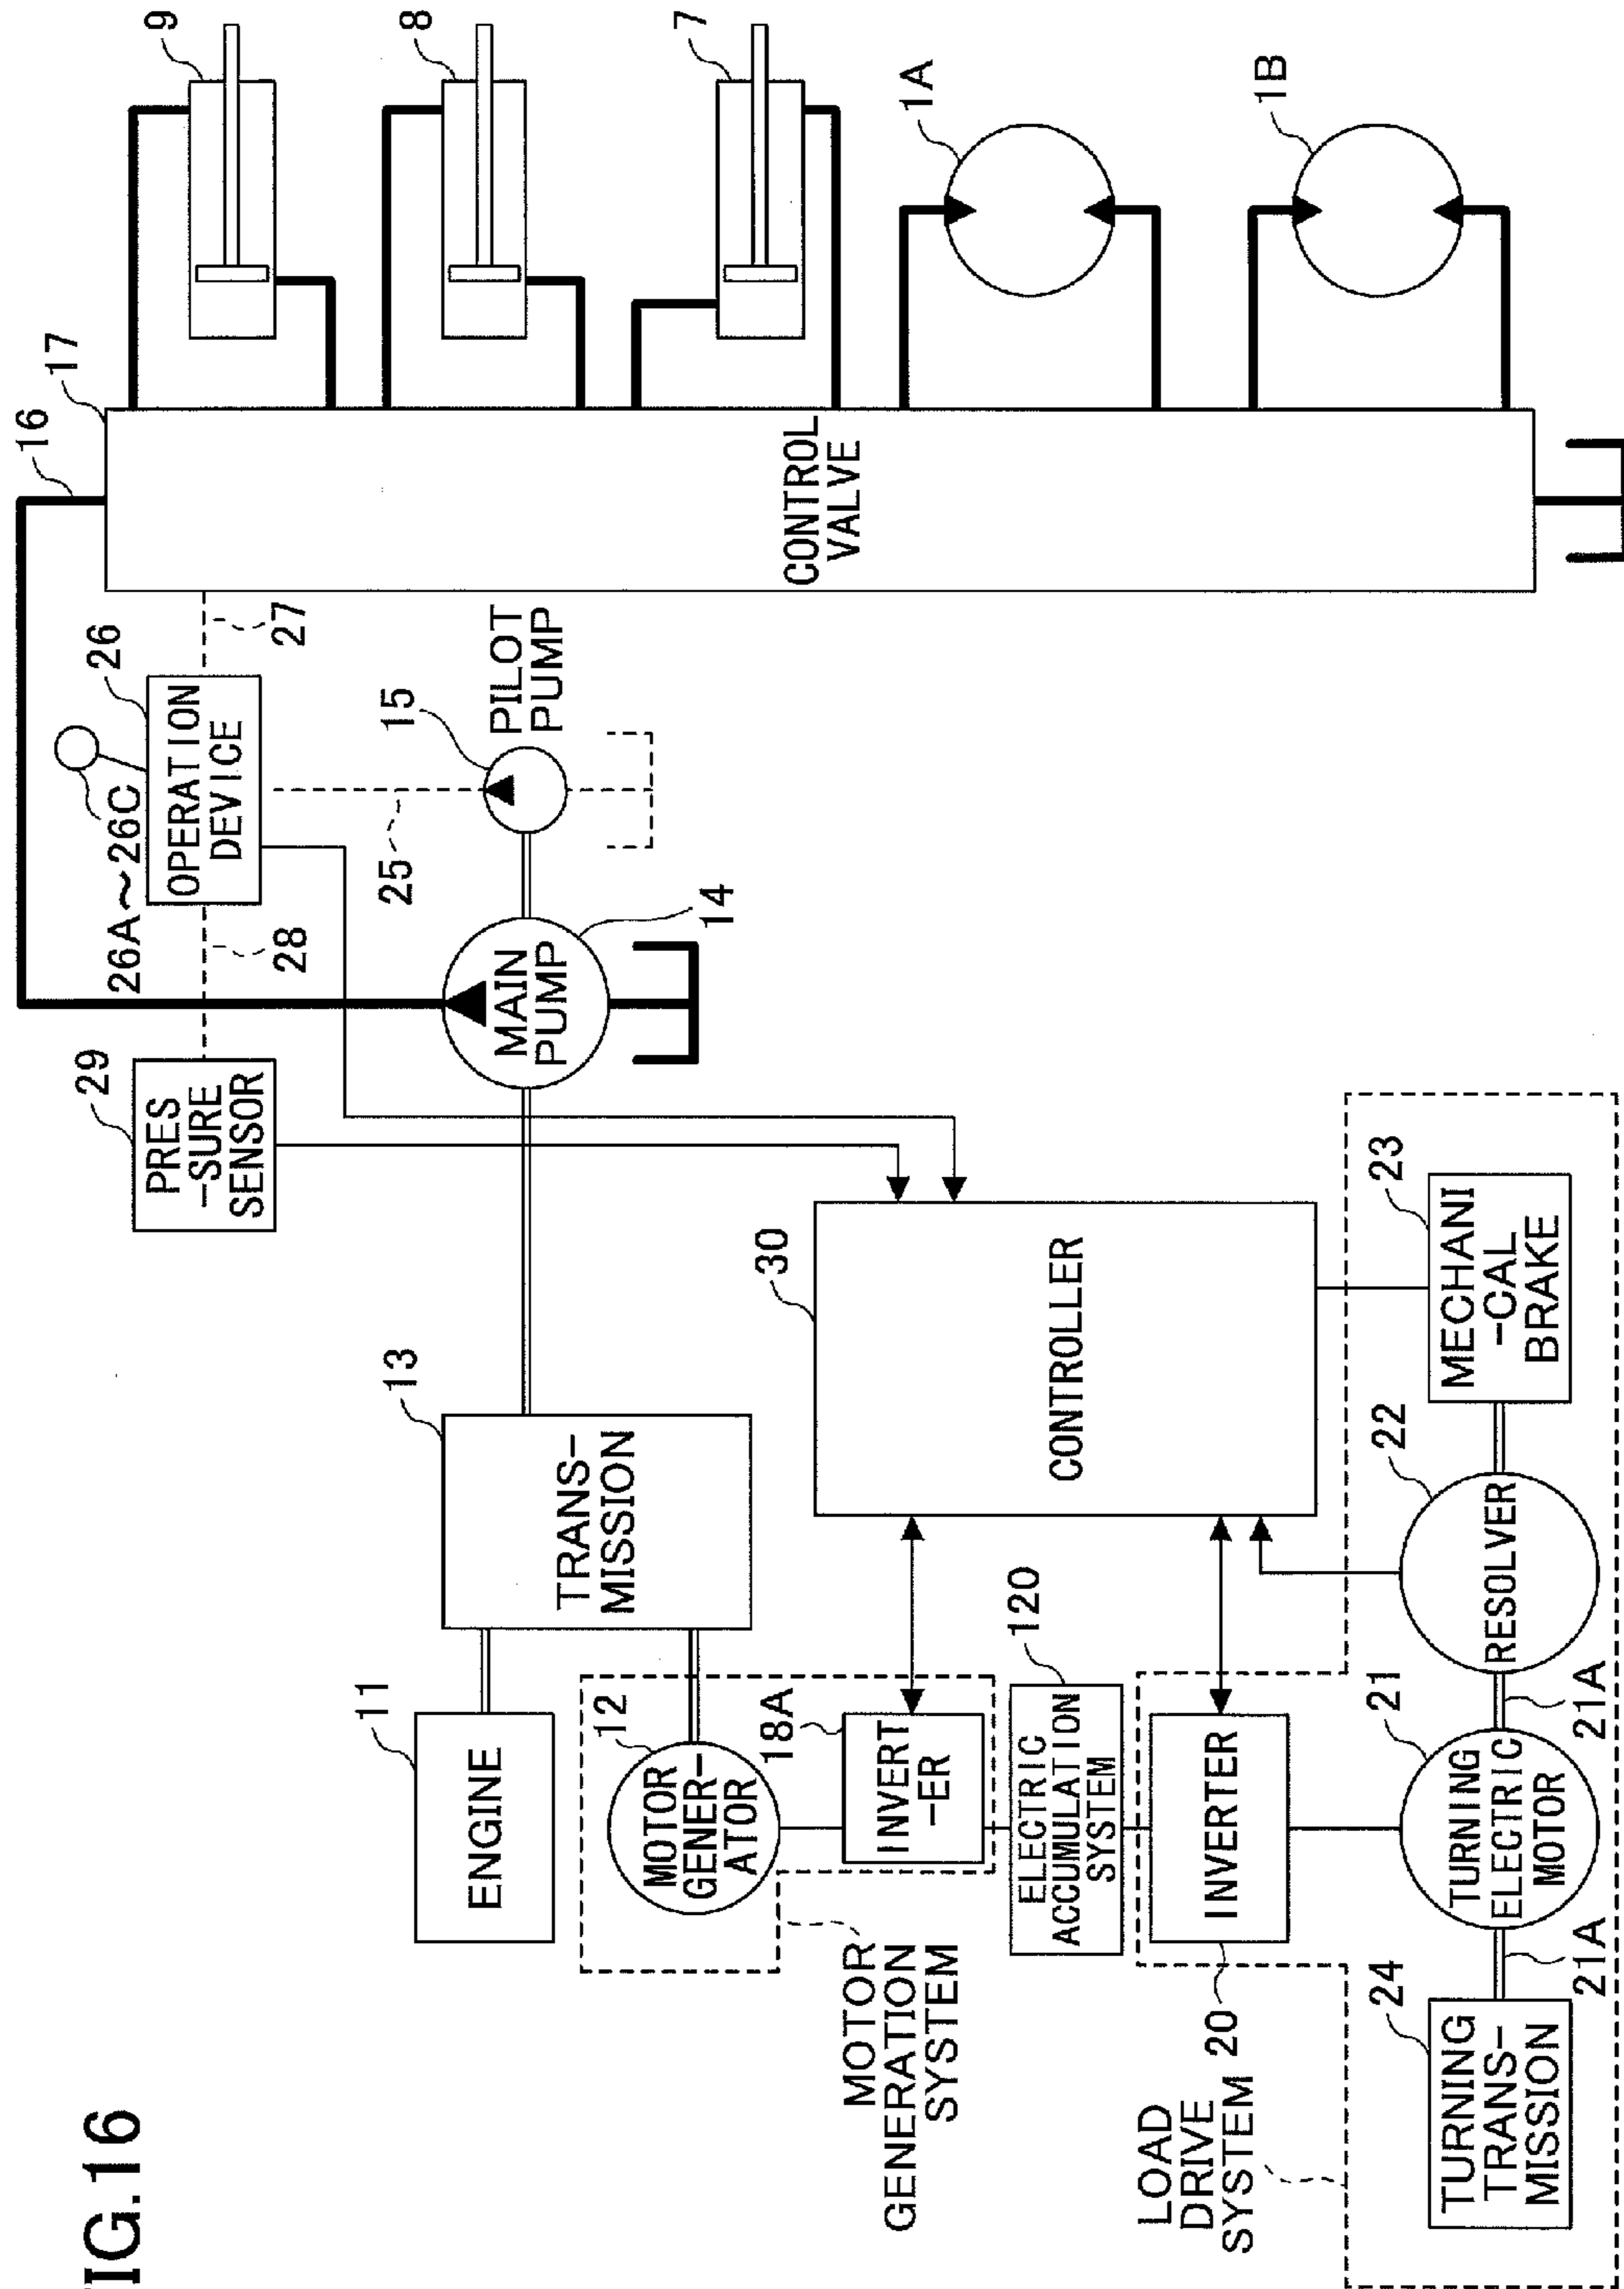 FIG.16
11
ENGINE
13
TRANS-
MISSION
12
MOTOR
GENER-
ATOR
18A
INVERT
-ER
MOTOR
GENERATION
SYSTEM
120
ELECTRIC
ACCUMULATION
SYSTEM
LOAD
DRIVE
SYSTEM
20
INVERTER
24
TURNING
TRANS-
MISSION
21A
21
TURNING
ELECTRIC
MOTOR
21A
22
RESOLVER
23
MECHANI
-CAL
BRAKE
30
CONTROLLER
29
PRES
-SURE
SENSOR
28
26A~26C
26
OPERATION
DEVICE
27
25
14
MAIN
PUMP
15
PILOT
PUMP
16
17
CONTROL
VALVE
9
8
7
1A
1B